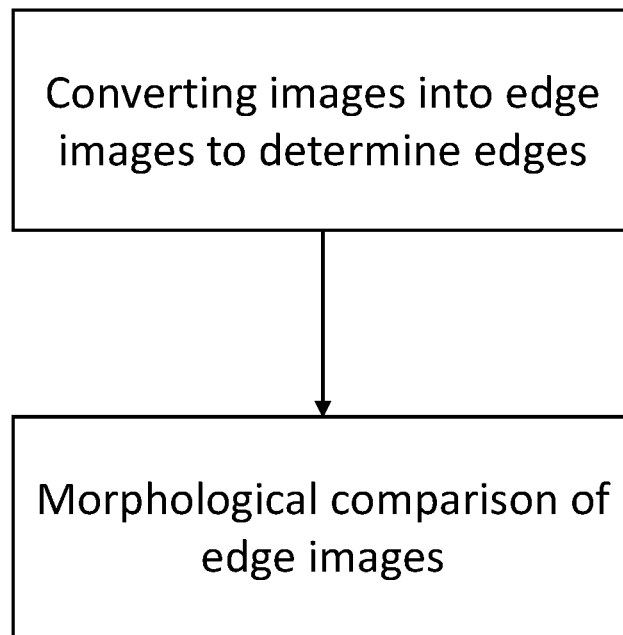 Converting images into edge
images to determine edges
Morphological comparison of
edge images